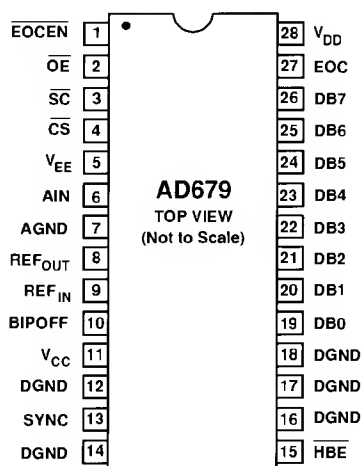 EOCEN 1
OE 2
SC 3
CS 4
VEE 5
AIN 6
AGND 7
REFOUT 8
REFIN 9
BIPOFF 10
VCC 11
DGND 12
SYNC 13
DGND 14
AD679
TOP VIEW
(Not to Scale)
28 VDD
27 EOC
26 DB7
25 DB6
24 DB5
23 DB4
22 DB3
21 DB2
20 DB1
19 DB0
18 DGND
17 DGND
16 DGND
15 HBE